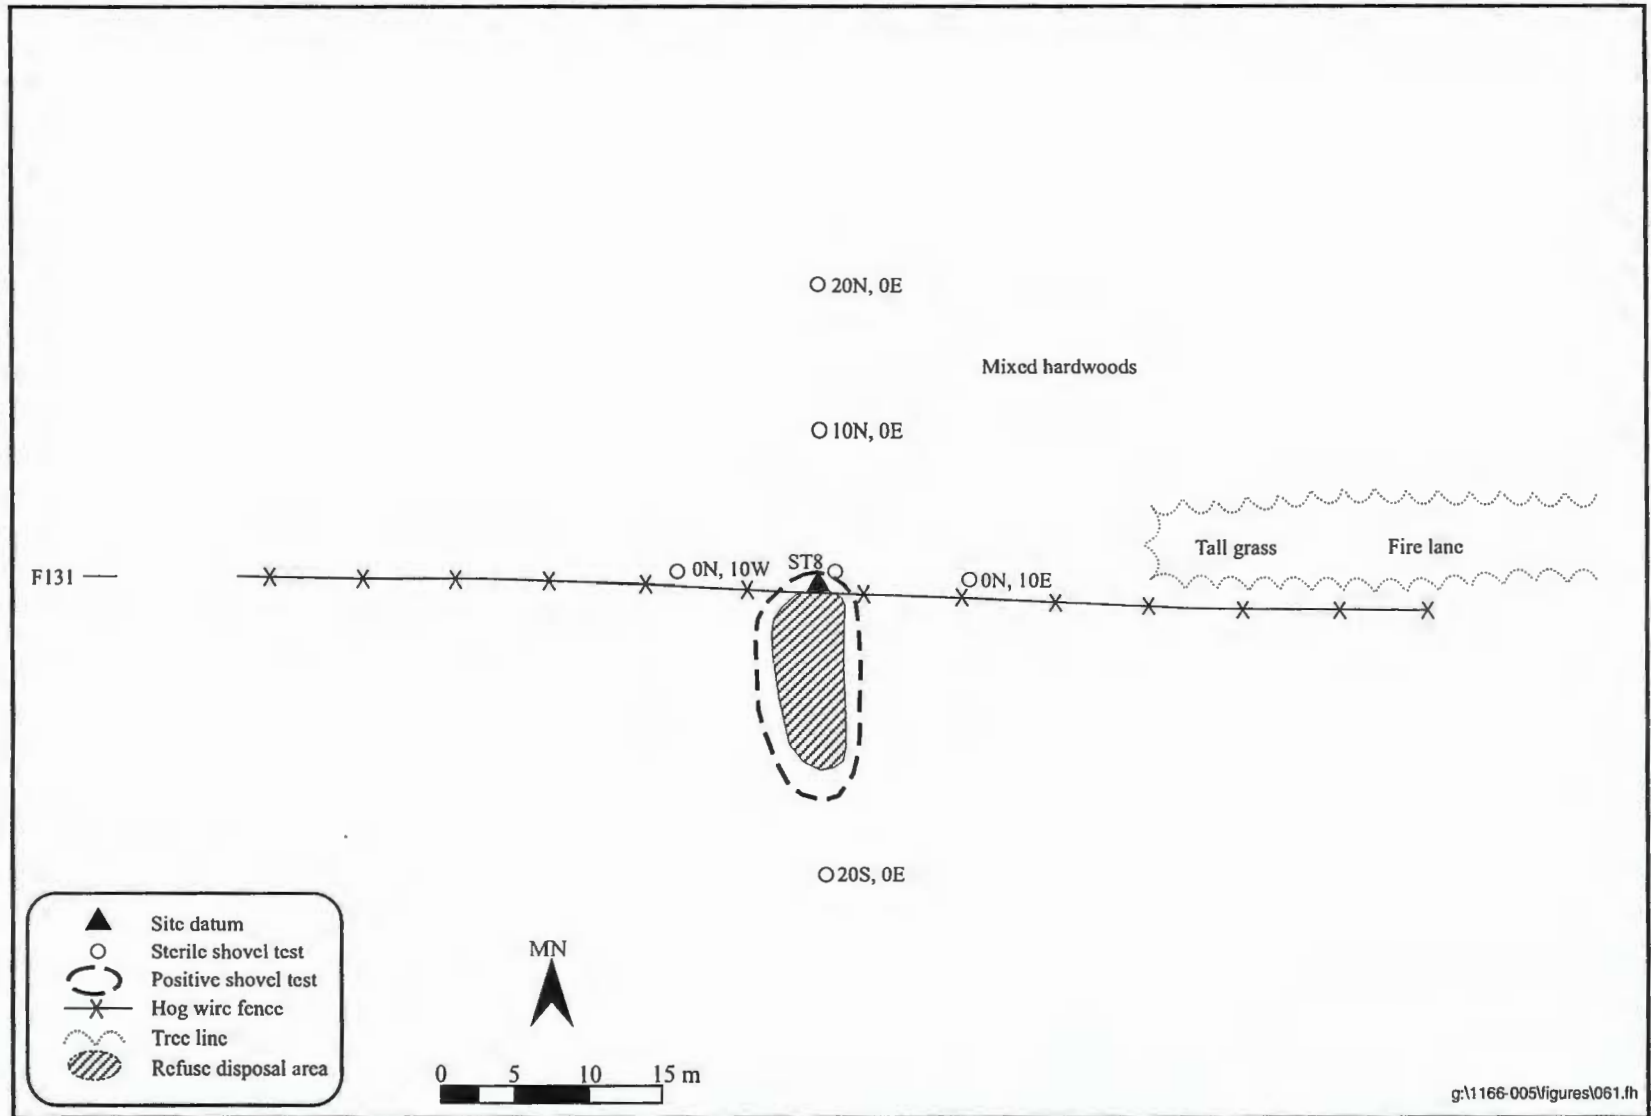 20N, 0E
Mixed hardwoods
10N, 0E
Tall grass
Fire lane
F131
0N, 10W
ST8
0N, 10E
20S, 0E
Site datum
Sterile shovel test
Positive shovel test
Hog wire fence
Tree line
Refuse disposal area
MN
0 5 10 15 m
g:\1166-005\figures\061.fh